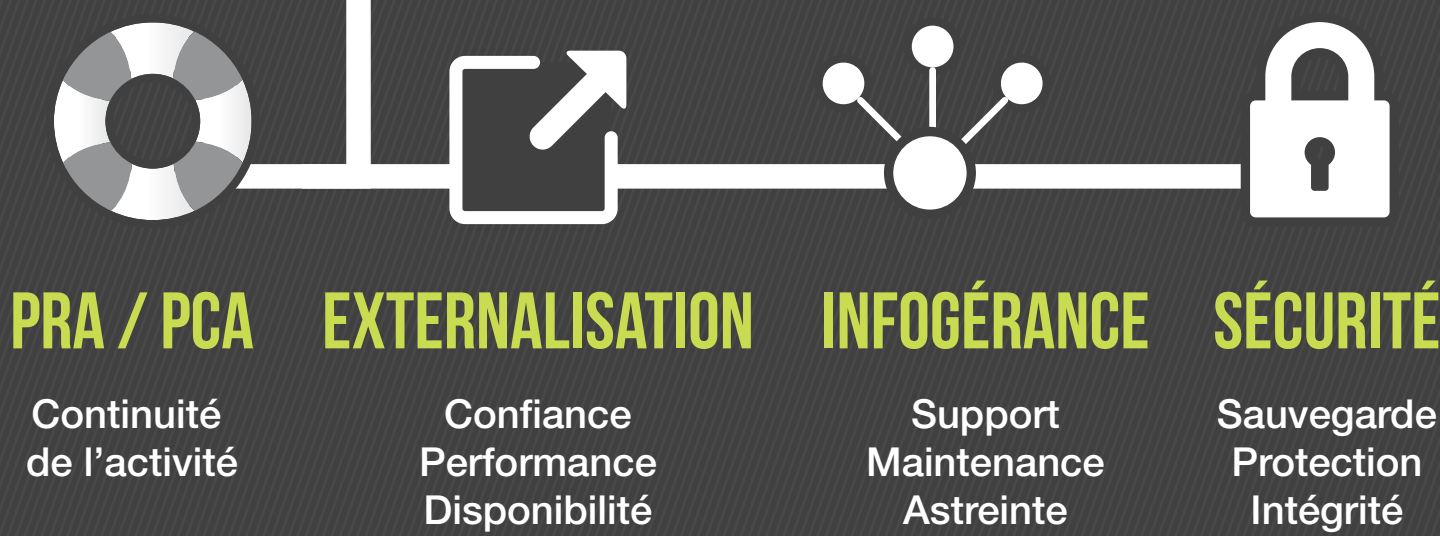 PRA / PCA
Continuité
de l’activité
EXTERNALISATION
Confiance
Performance
Disponibilité
INFOGÉRANCE
Support
Maintenance
Astreinte
SÉCURITÉ
Sauvegarde
Protection
Intégrité